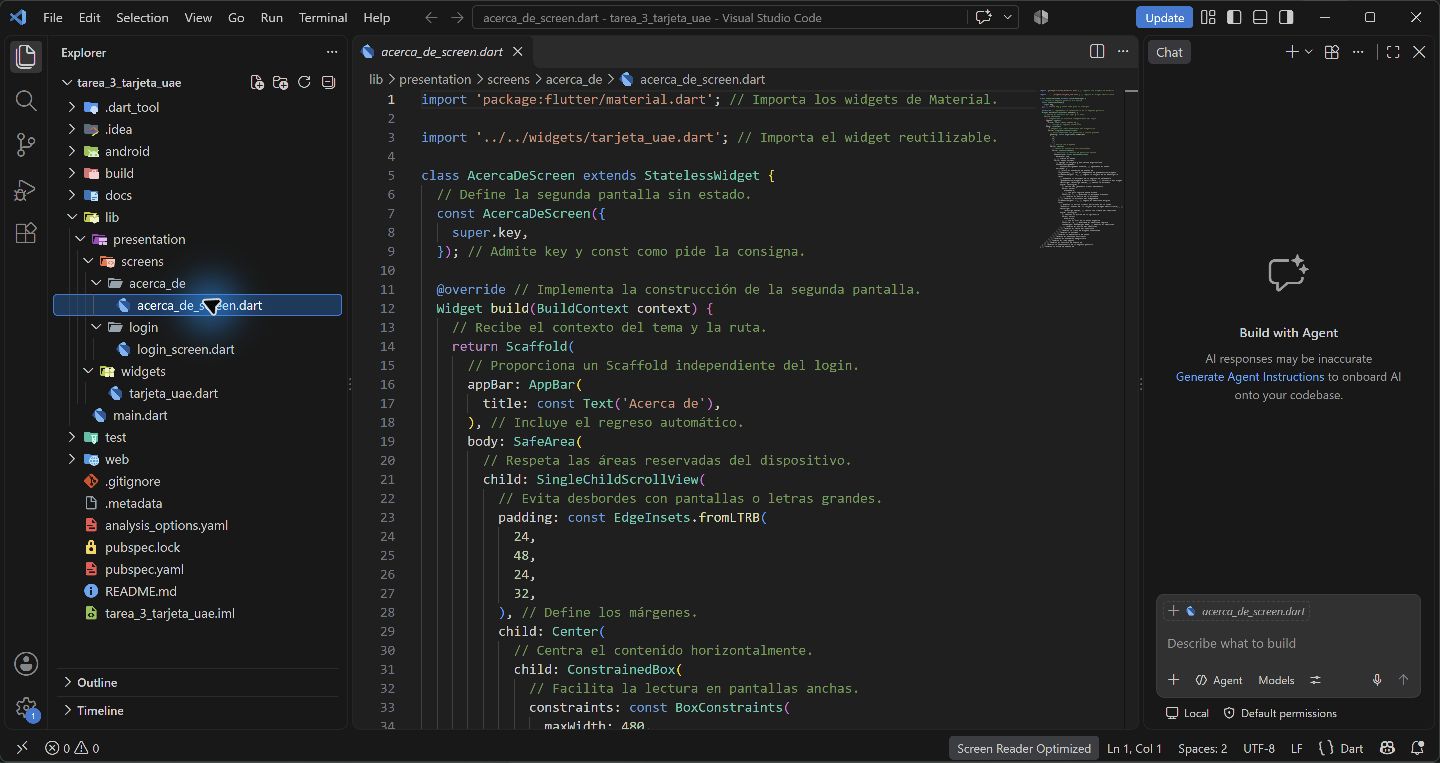 File Edit Selection View Go Run Terminal Help
acerca_de_screen.dart - tarea_3_tarjeta_uae - Visual Studio Code
Update
Explorer
tarea_3_tarjeta_uae
.dart_tool
.idea
android
build
docs
lib
presentation
screens
acerca_de
acerca_de_screen.dart
login
login_screen.dart
widgets
tarjeta_uae.dart
main.dart
test
web
.gitignore
.metadata
analysis_options.yaml
pubspec.lock
pubspec.yaml
README.md
tarea_3_tarjeta_uae.iml
Outline
Timeline
1
acerca_de_screen.dart
lib > presentation > screens > acerca_de > acerca_de_screen.dart
1 import 'package:flutter/material.dart'; // Importa los widgets de Material.
2
3 import '../../widgets/tarjeta_uae.dart'; // Importa el widget reutilizable.
4
5 class AcercaDeScreen extends StatelessWidget {
6 // Define la segunda pantalla sin estado.
7 const AcercaDeScreen({
8 super.key,
9 }); // Admite key y const como pide la consigna.
10
11 @override // Implementa la construcción de la segunda pantalla.
12 Widget build(BuildContext context) {
13 // Recibe el contexto del tema y la ruta.
14 return Scaffold(
15 // Proporciona un Scaffold independiente del login.
16 appBar: AppBar(
17 title: const Text('Acerca de'),
18 ), // Incluye el regreso automático.
19 body: SafeArea(
20 // Respeta las áreas reservadas del dispositivo.
21 child: SingleChildScrollView(
22 // Evita desbordes con pantallas o letras grandes.
23 padding: const EdgeInsets.fromLTRB(
24 24,
25 48,
26 24,
27 32,
28 ), // Define los márgenes.
29 child: Center(
30 // Centra el contenido horizontalmente.
31 child: ConstrainedBox(
32 // Facilita la lectura en pantallas anchas.
33 constraints: const BoxConstraints(
34 maxWidth: 480,
Chat
Build with Agent
AI responses may be inaccurate
Generate Agent Instructions to onboard AI
onto your codebase.
acerca_de_screen.dart
Describe what to build
Agent Models
Local Default permissions
0 0
Screen Reader Optimized Ln 1, Col 1 Spaces: 2 UTF-8 LF {} Dart